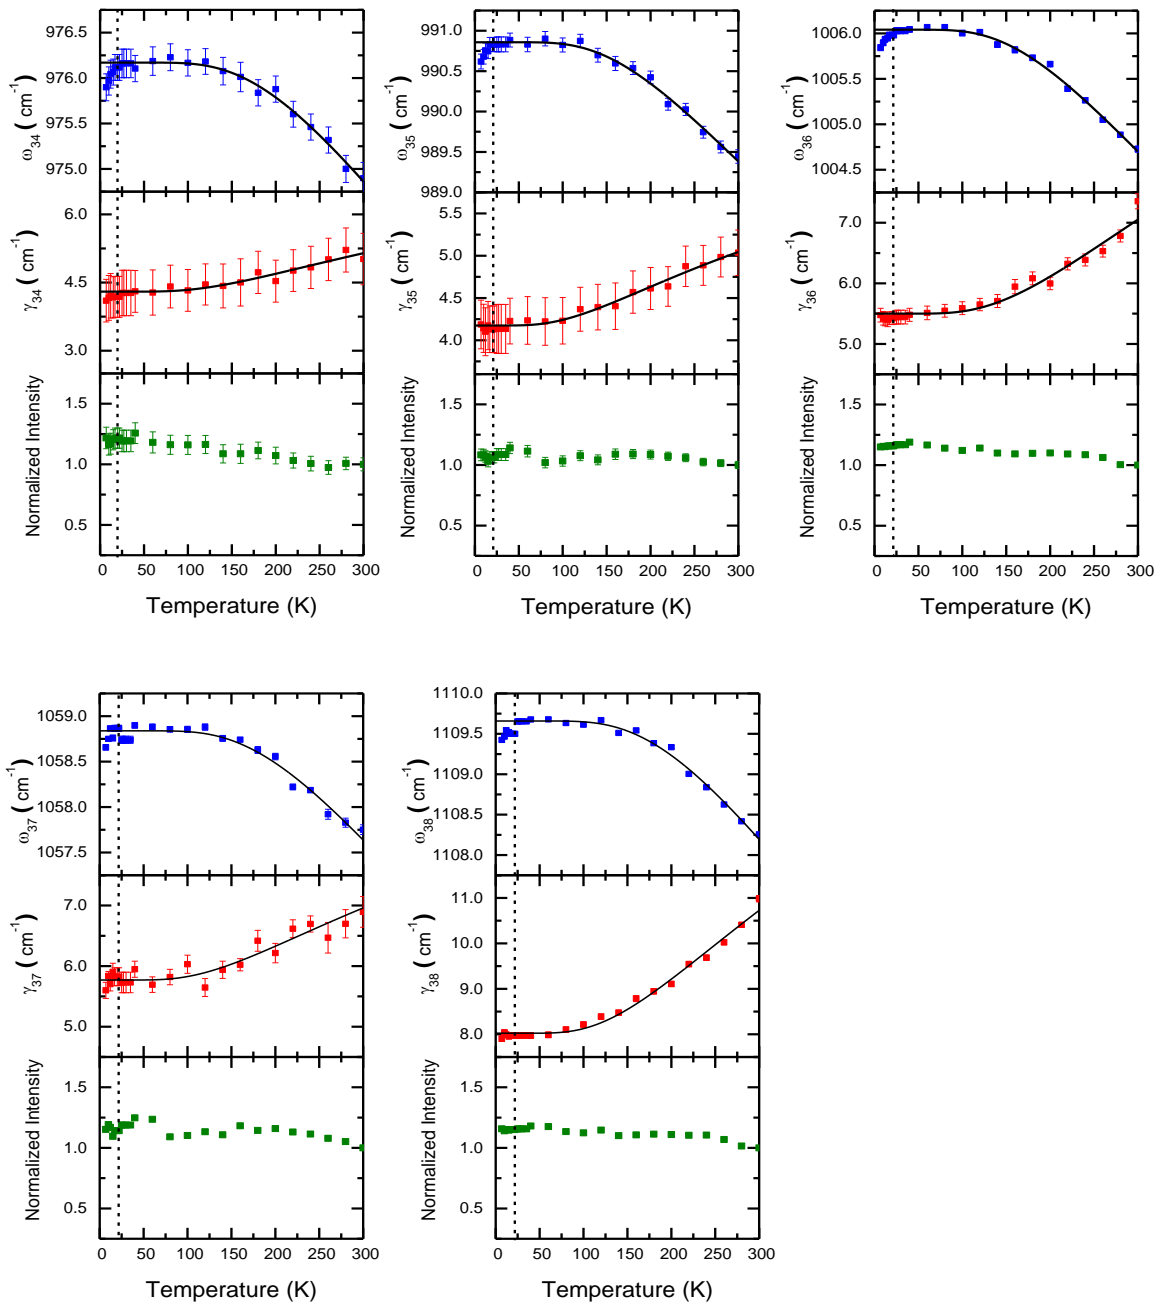 976.5
976.0
975.5
975.0
ω34 (cm-1)
6.0
4.5
3.0
γ34 (cm-1)
1.5
1.0
0.5
Normalized Intensity
0 50 100 150 200 250 300
Temperature (K)
991.0
990.5
990.0
989.5
989.0
ω35 (cm-1)
5.5
5.0
4.5
4.0
γ35 (cm-1)
1.5
1.0
0.5
Normalized Intensity
0 50 100 150 200 250 300
Temperature (K)
1006.0
1005.5
1005.0
1004.5
ω36 (cm-1)
7.0
6.0
5.0
γ36 (cm-1)
1.5
1.0
0.5
Normalized Intensity
0 50 100 150 200 250 300
Temperature (K)
1059.0
1058.5
1058.0
1057.5
ω37 (cm-1)
7.0
6.0
5.0
γ37 (cm-1)
1.5
1.0
0.5
Normalized Intensity
0 50 100 150 200 250 300
Temperature (K)
1110.0
1109.5
1109.0
1108.5
1108.0
ω38 (cm-1)
11.0
10.0
9.0
8.0
γ38 (cm-1)
1.5
1.0
0.5
Normalized Intensity
0 50 100 150 200 250 300
Temperature (K)